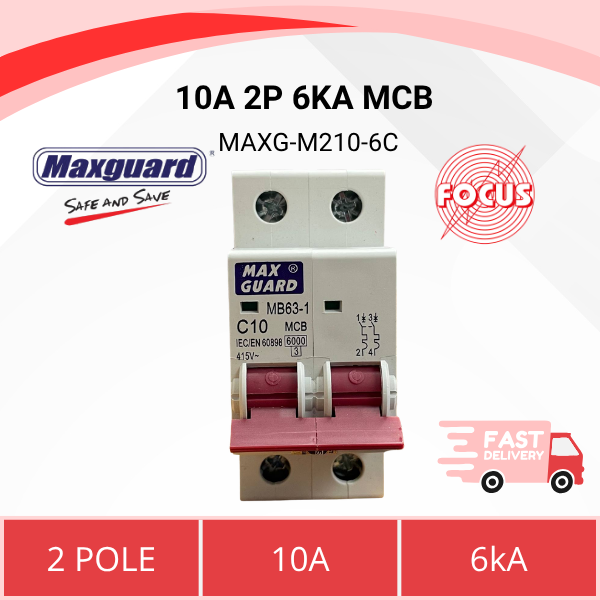 10A 2P 6KA MCB
MAXG-M210-6C
Maxguard®
SAFE AND SAVE
FOCUS
MAX ®
GUARD
MB63-1
C10 MCB
IEC/EN 60898 6000
3
415V~
1 3
2 4
FAST
DELIVERY
2 POLE
10A
6kA